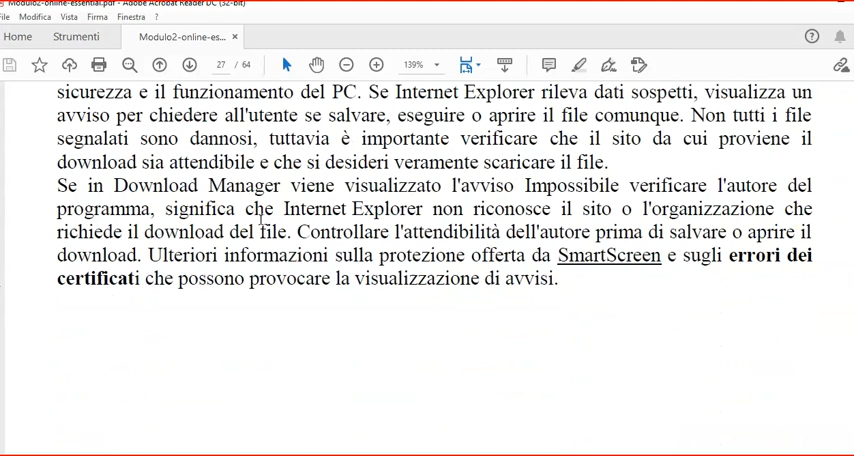 Modulo2-online-essential.pdf - Adobe Acrobat Reader DC (32-bit)
File Modifica Vista Firma Finestra ?
Home Strumenti Modulo2-online-es... ×
27 / 64 139%
sicurezza e il funzionamento del PC. Se Internet Explorer rileva dati sospetti, visualizza un
avviso per chiedere all'utente se salvare, eseguire o aprire il file comunque. Non tutti i file
segnalati sono dannosi, tuttavia è importante verificare che il sito da cui proviene il
download sia attendibile e che si desideri veramente scaricare il file.
Se in Download Manager viene visualizzato l'avviso Impossibile verificare l'autore del
programma, significa che Internet Explorer non riconosce il sito o l'organizzazione che
richiede il download del file. Controllare l'attendibilità dell'autore prima di salvare o aprire il
download. Ulteriori informazioni sulla protezione offerta da SmartScreen e sugli errori dei
certificati che possono provocare la visualizzazione di avvisi.